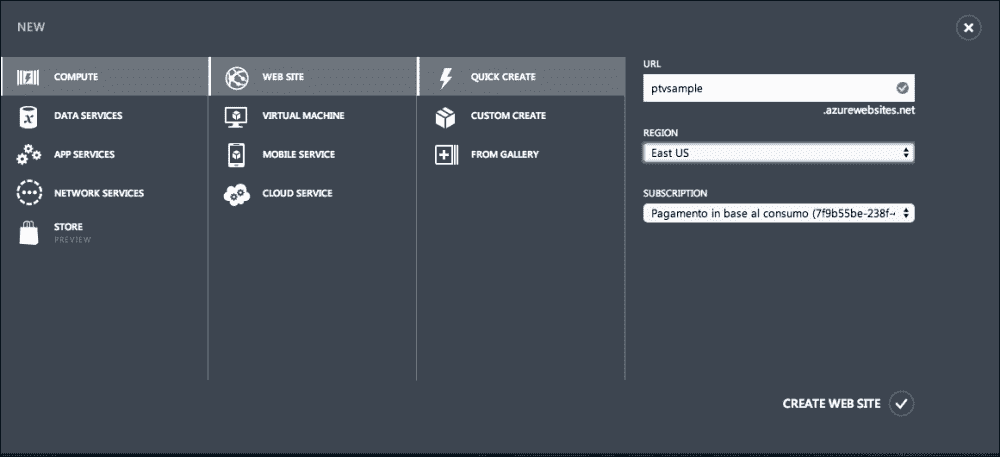 NEW
COMPUTE
DATA SERVICES
APP SERVICES
NETWORK SERVICES
STORE
PREVIEW
WEB SITE
VIRTUAL MACHINE
MOBILE SERVICE
CLOUD SERVICE
QUICK CREATE
CUSTOM CREATE
FROM GALLERY
URL
ptvsample
.azurewebsites.net
REGION
East US
SUBSCRIPTION
Pagamento in base al consumo (7f9b55be-238f-
CREATE WEB SITE